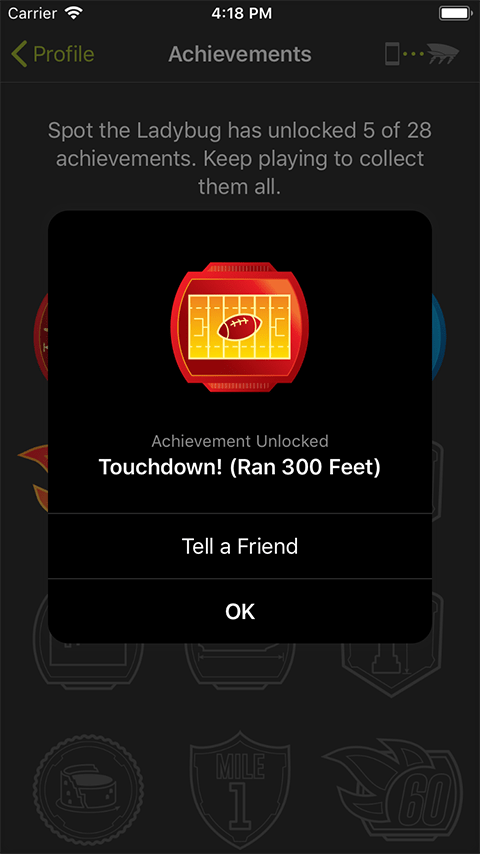 Carrier 4:18 PM
Profile Achievements
Spot the Ladybug has unlocked 5 of 28
achievements. Keep playing to collect
them all.
Achievement Unlocked
Touchdown! (Ran 300 Feet)
Tell a Friend
OK
MILE
1
60